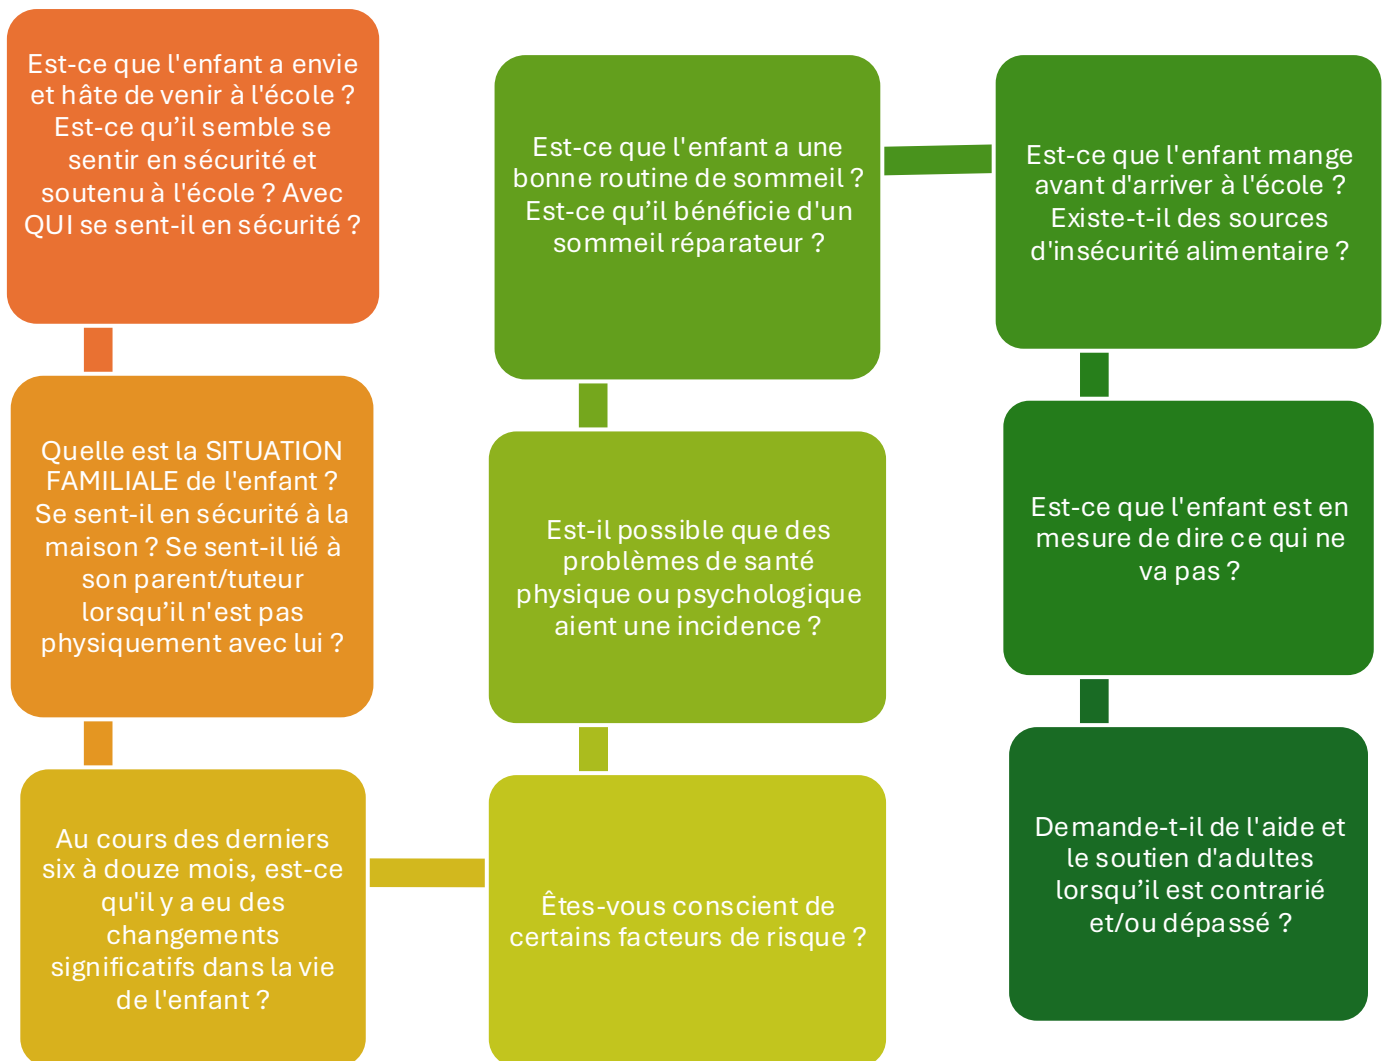 Est-ce que l'enfant a envie
et hâte de venir à l'école ?
Est-ce qu’il semble se
sentir en sécurité et
soutenu à l'école ? Avec
QUI se sent-il en sécurité ?
Quelle est la SITUATION
FAMILIALE de l'enfant ?
Se sent-il en sécurité à la
maison ? Se sent-il lié à
son parent/tuteur
lorsqu’il n'est pas
physiquement avec lui ?
Au cours des derniers
six à douze mois, est-ce
qu'il y a eu des
changements
significatifs dans la vie
de l'enfant ?
Êtes-vous conscient de
certains facteurs de risque ?
Est-il possible que des
problèmes de santé
physique ou psychologique
aient une incidence ?
Est-ce que l'enfant a une
bonne routine de sommeil ?
Est-ce qu’il bénéficie d'un
sommeil réparateur ?
Est-ce que l'enfant mange
avant d'arriver à l'école ?
Existe-t-il des sources
d'insécurité alimentaire ?
Est-ce que l'enfant est en
mesure de dire ce qui ne
va pas ?
Demande-t-il de l'aide et
le soutien d'adultes
lorsqu’il est contrarié
et/ou dépassé ?